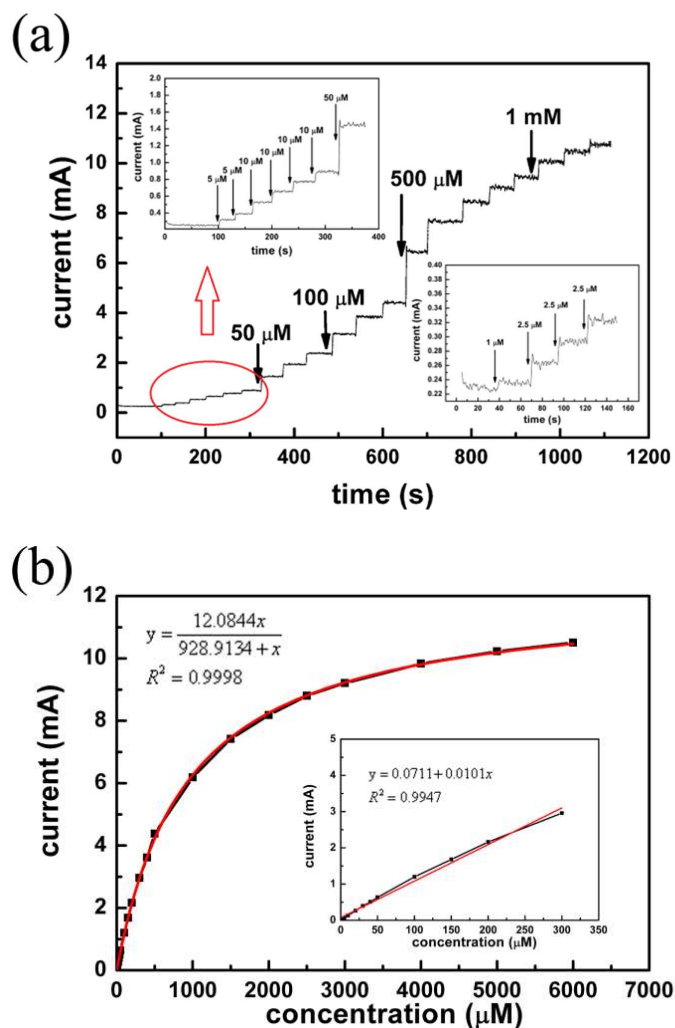 (a)
14
12
10
8
6
4
2
0
current (mA)
0 200 400 600 800 1000 1200
time (s)
2.0
1.8
1.6
1.4
1.2
1.0
0.8
0.6
0.4
current (mA)
0 100 200 300 400
time (s)
5 μM
5 μM
10 μM
10 μM
10 μM
10 μM
50 μM
50 μM
100 μM
500 μM
1 mM
0.40
0.38
0.36
0.34
0.32
0.30
0.28
0.26
0.24
0.22
current (mA)
0 20 40 60 80 100 120 140 160
time (s)
1 μM
2.5 μM
2.5 μM
2.5 μM
(b)
12
10
8
6
4
2
0
current (mA)
0 1000 2000 3000 4000 5000 6000 7000
concentration (μM)
y = 12.0844x / 928.9134 + x
R² = 0.9998
5
4
3
2
1
0
current (mA)
0 50 100 150 200 250 300 350
concentration (μM)
y = 0.0711+0.0101x
R² = 0.9947